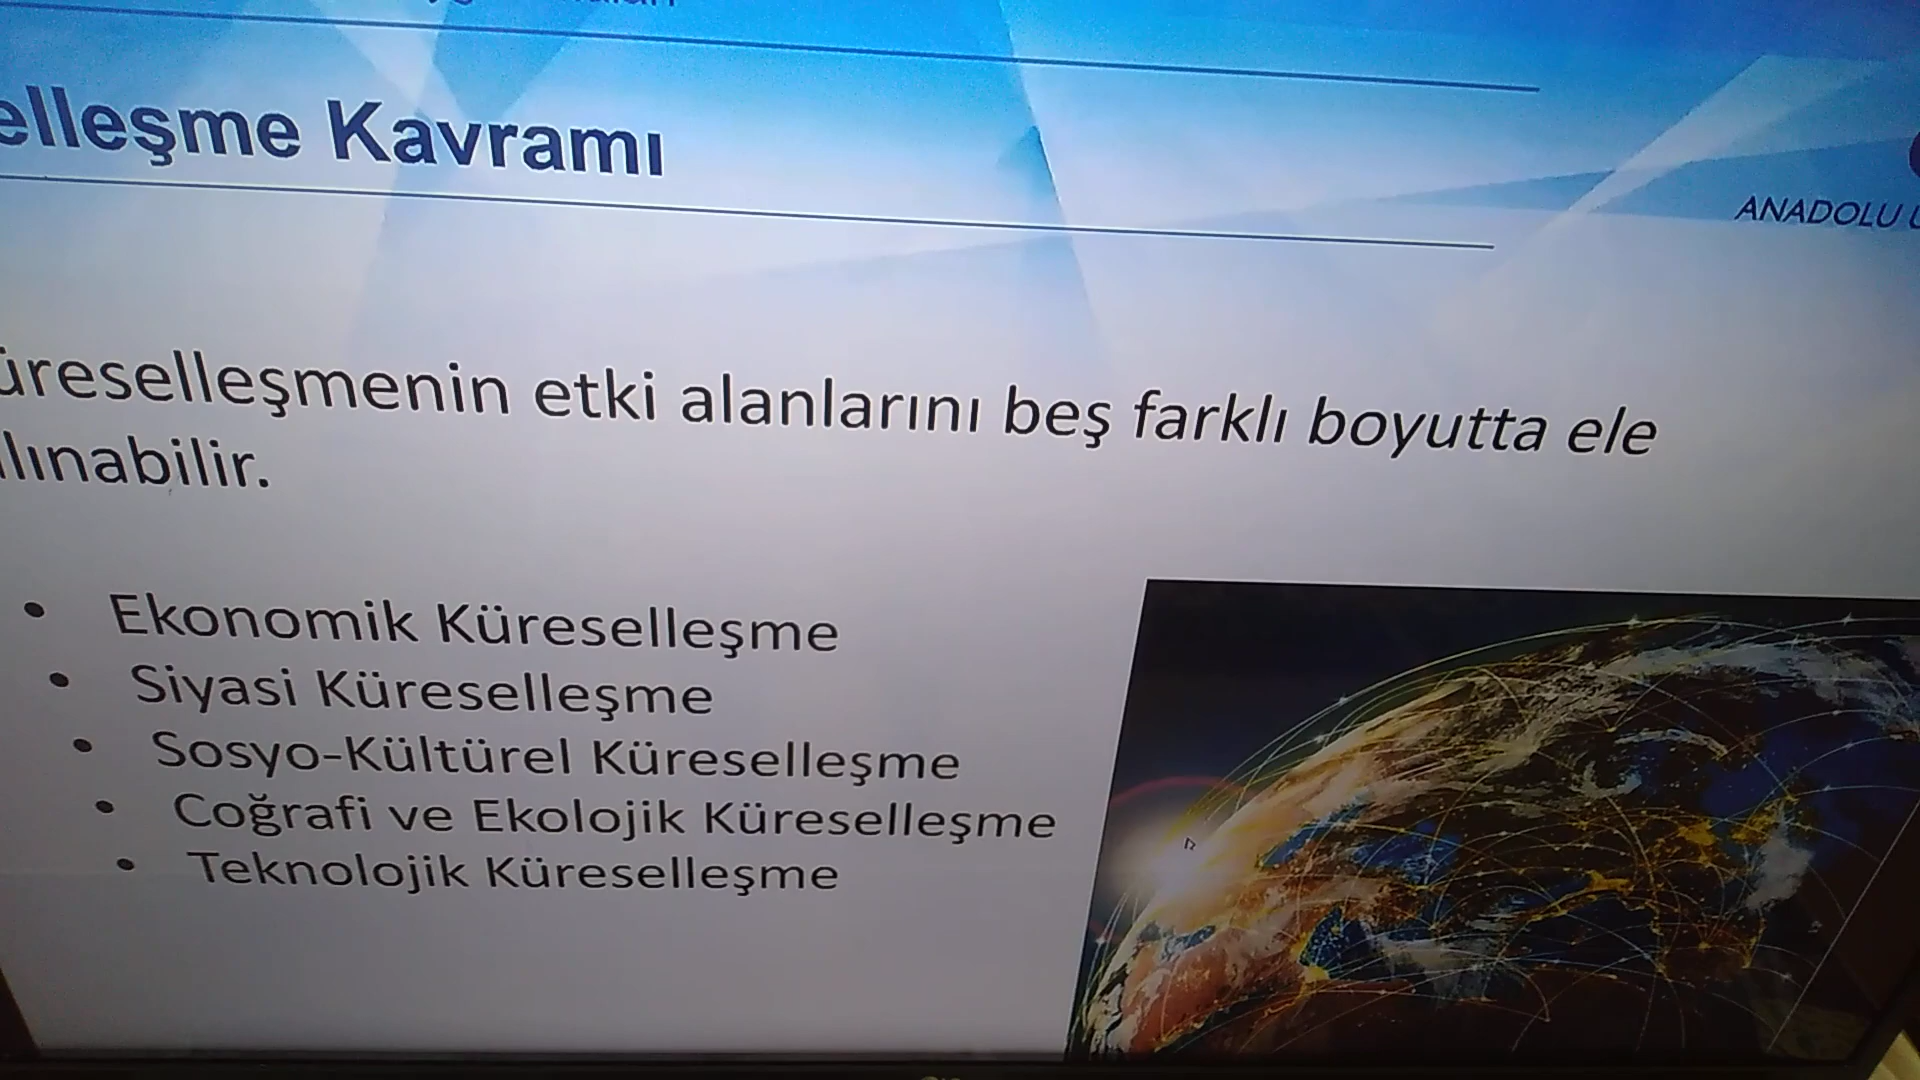 elleşme Kavramı
ANADOLU
üreselleşmenin etki alanlarını beş farklı boyutta ele
lınabilir.
• Ekonomik Küreselleşme
• Siyasi Küreselleşme
• Sosyo-Kültürel Küreselleşme
• Coğrafi ve Ekolojik Küreselleşme
• Teknolojik Küreselleşme